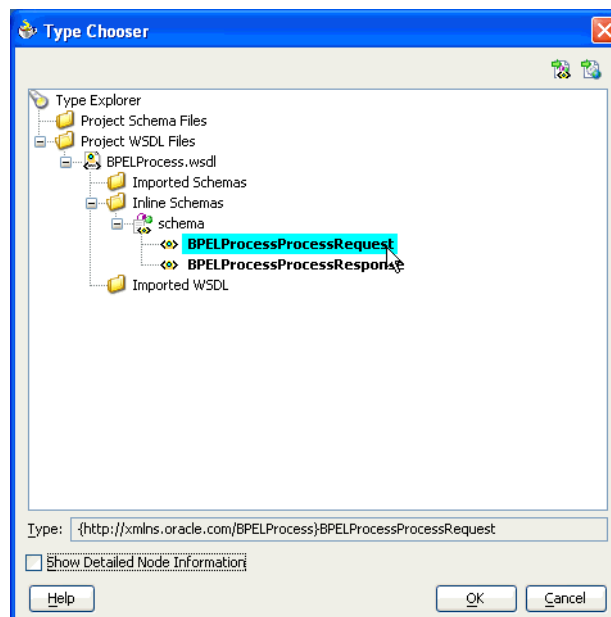 Type Chooser
Type Explorer
Project Schema Files
Project WSDL Files
BPELProcess.wsdl
Imported Schemas
Inline Schemas
schema
BPELProcessProcessRequest
BPELProcessProcessResponse
Imported WSDL
Type: {http://xmlns.oracle.com/BPELProcess}BPELProcessProcessRequest
Show Detailed Node Information
Help OK Cancel